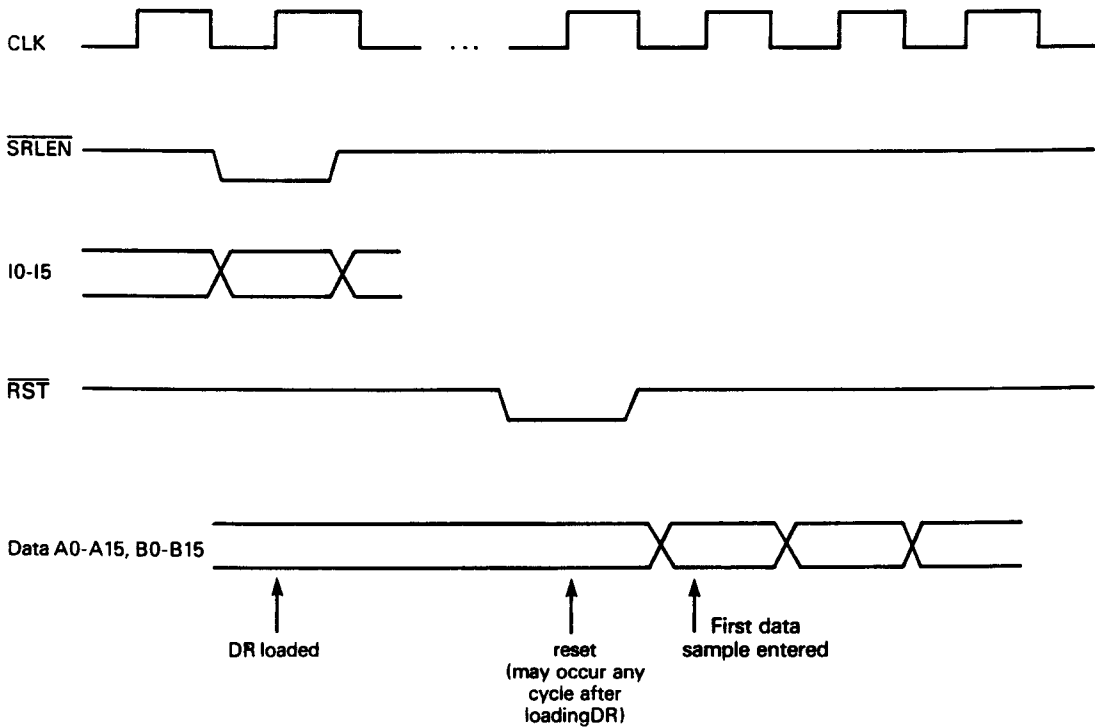 CLK
...
SRLEN
I0-I5
RST
Data A0-A15, B0-B15
DR loaded
reset
(may occur any
cycle after
loadingDR)
First data
sample entered